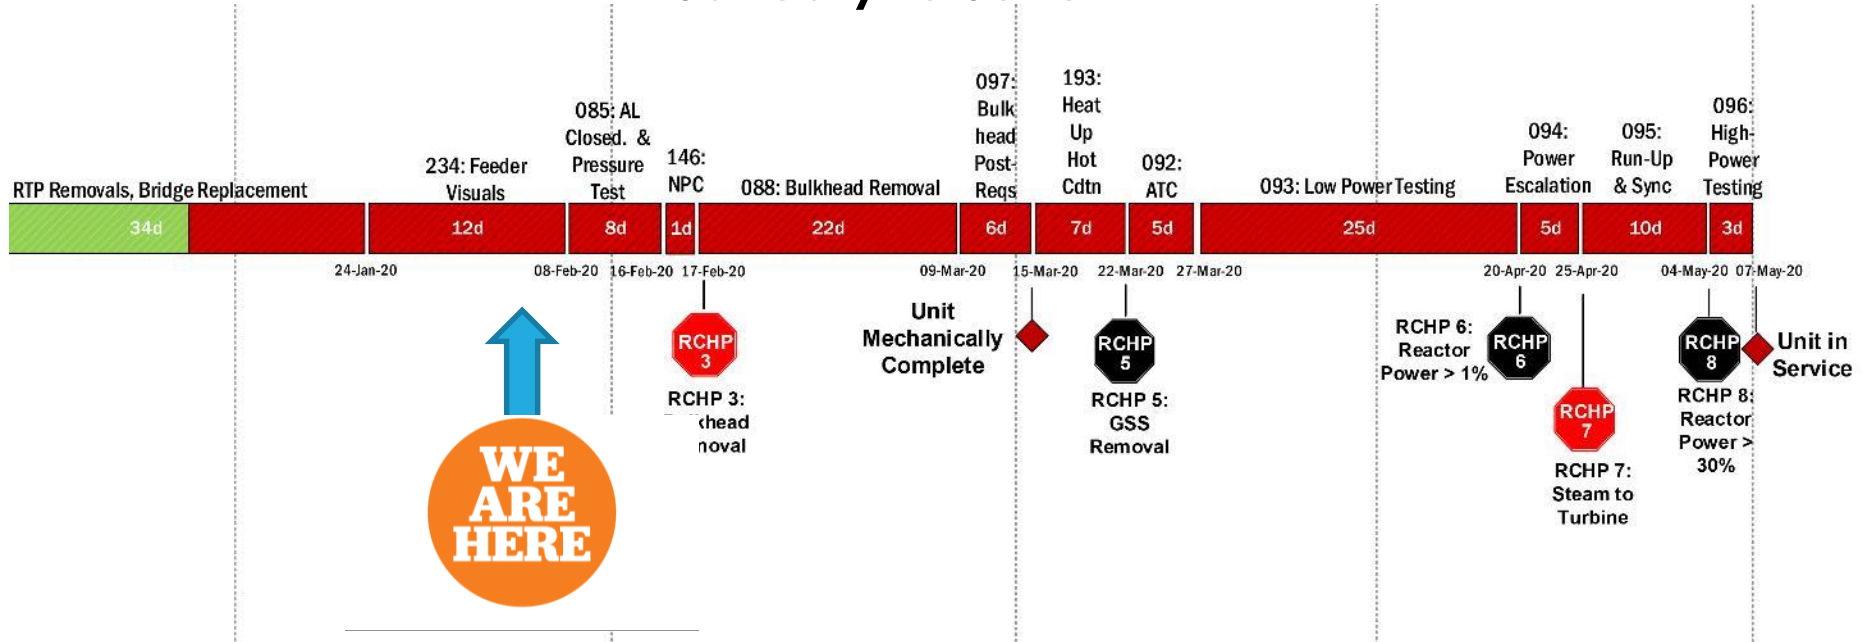 RTP Removals, Bridge Replacement
34d
234: Feeder
Visuals
12d
085: AL
Closed. &
Pressure
Test
8d
146:
NPC
1d
088: Bulkhead Removal
22d
097:
Bulk
head
Post-
Reqs
6d
193:
Heat
Up
Hot
Cdtn
7d
092:
ATC
5d
093: Low Power Testing
25d
094:
Power
Escalation
5d
095:
Run-Up
& Sync
10d
096:
High-
Power
Testing
3d
24-Jan-20
08-Feb-20
16-Feb-20
17-Feb-20
09-Mar-20
15-Mar-20
22-Mar-20
27-Mar-20
20-Apr-20
25-Apr-20
04-May-20
07-May-20
WE
ARE
HERE
RCHP
3
RCHP 3:
Unit
Mechanically
Complete
RCHP
5
RCHP 5:
GSS
Removal
RCHP 6:
Reactor
Power > 1%
RCHP
6
RCHP
7
RCHP 7:
Steam to
Turbine
RCHP
8
RCHP 8:
Reactor
Power >
30%
Unit in
Service